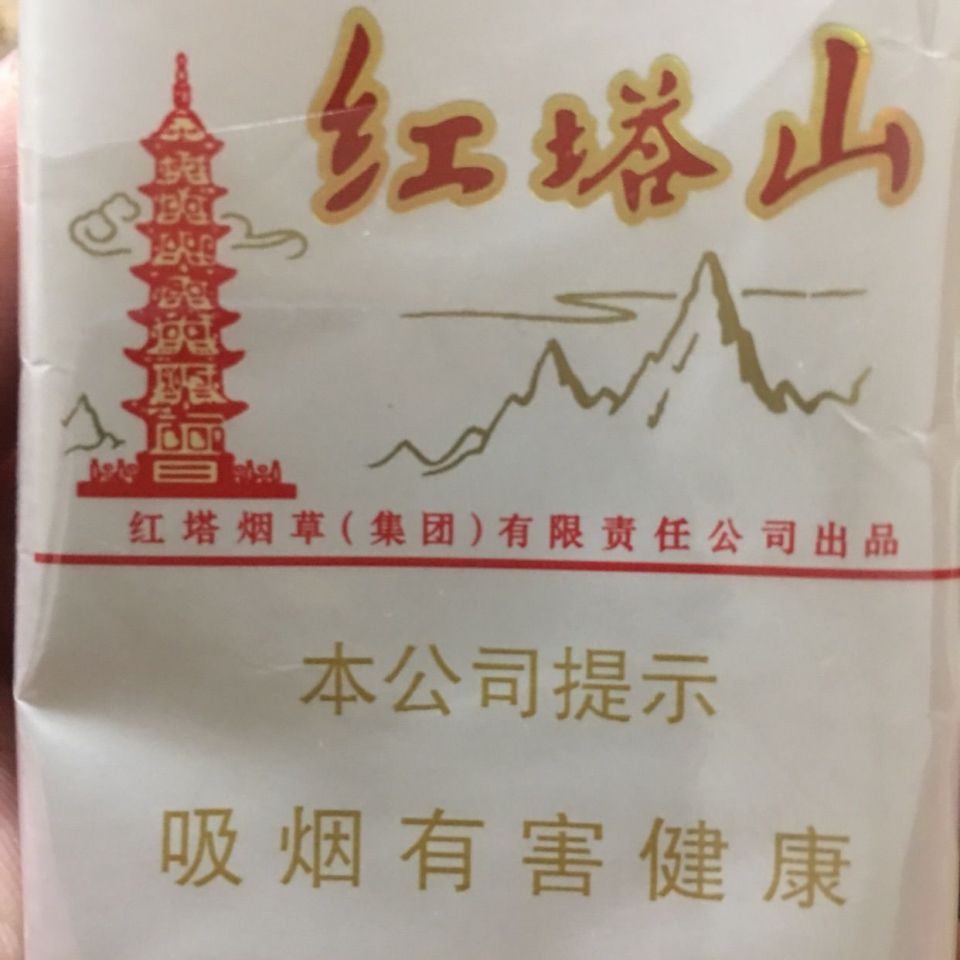 红塔山
红塔烟草(集团)有限责任公司出品
本公司提示
吸烟有害健康